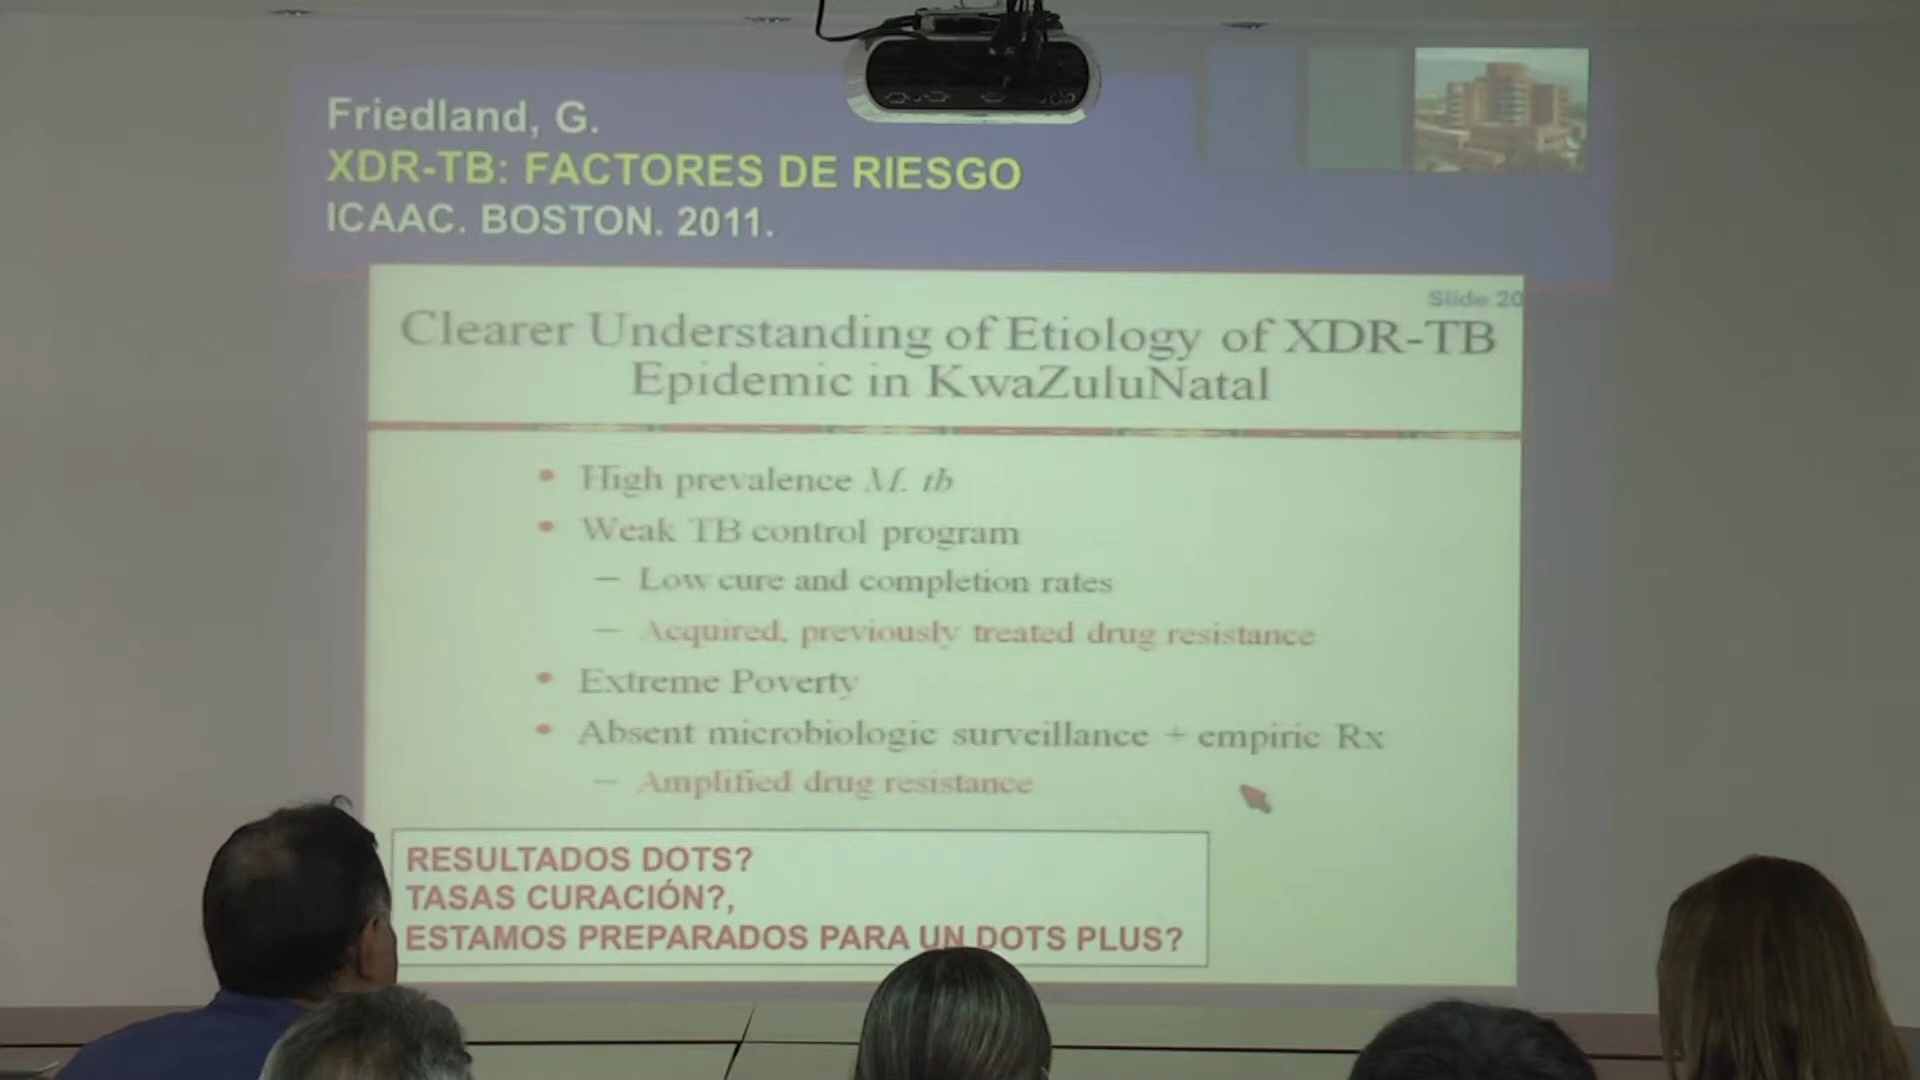 Friedland, G.
XDR-TB: FACTORES DE RIESGO
ICAAC. BOSTON. 2011.
Slide 20
Clearer Understanding of Etiology of XDR-TB
Epidemic in KwaZuluNatal
• High prevalence M. tb
• Weak TB control program
– Low cure and completion rates
– Acquired, previously treated drug resistance
• Extreme Poverty
• Absent microbiologic surveillance + empiric Rx
– Amplified drug resistance
RESULTADOS DOTS?
TASAS CURACIÓN?,
ESTAMOS PREPARADOS PARA UN DOTS PLUS?